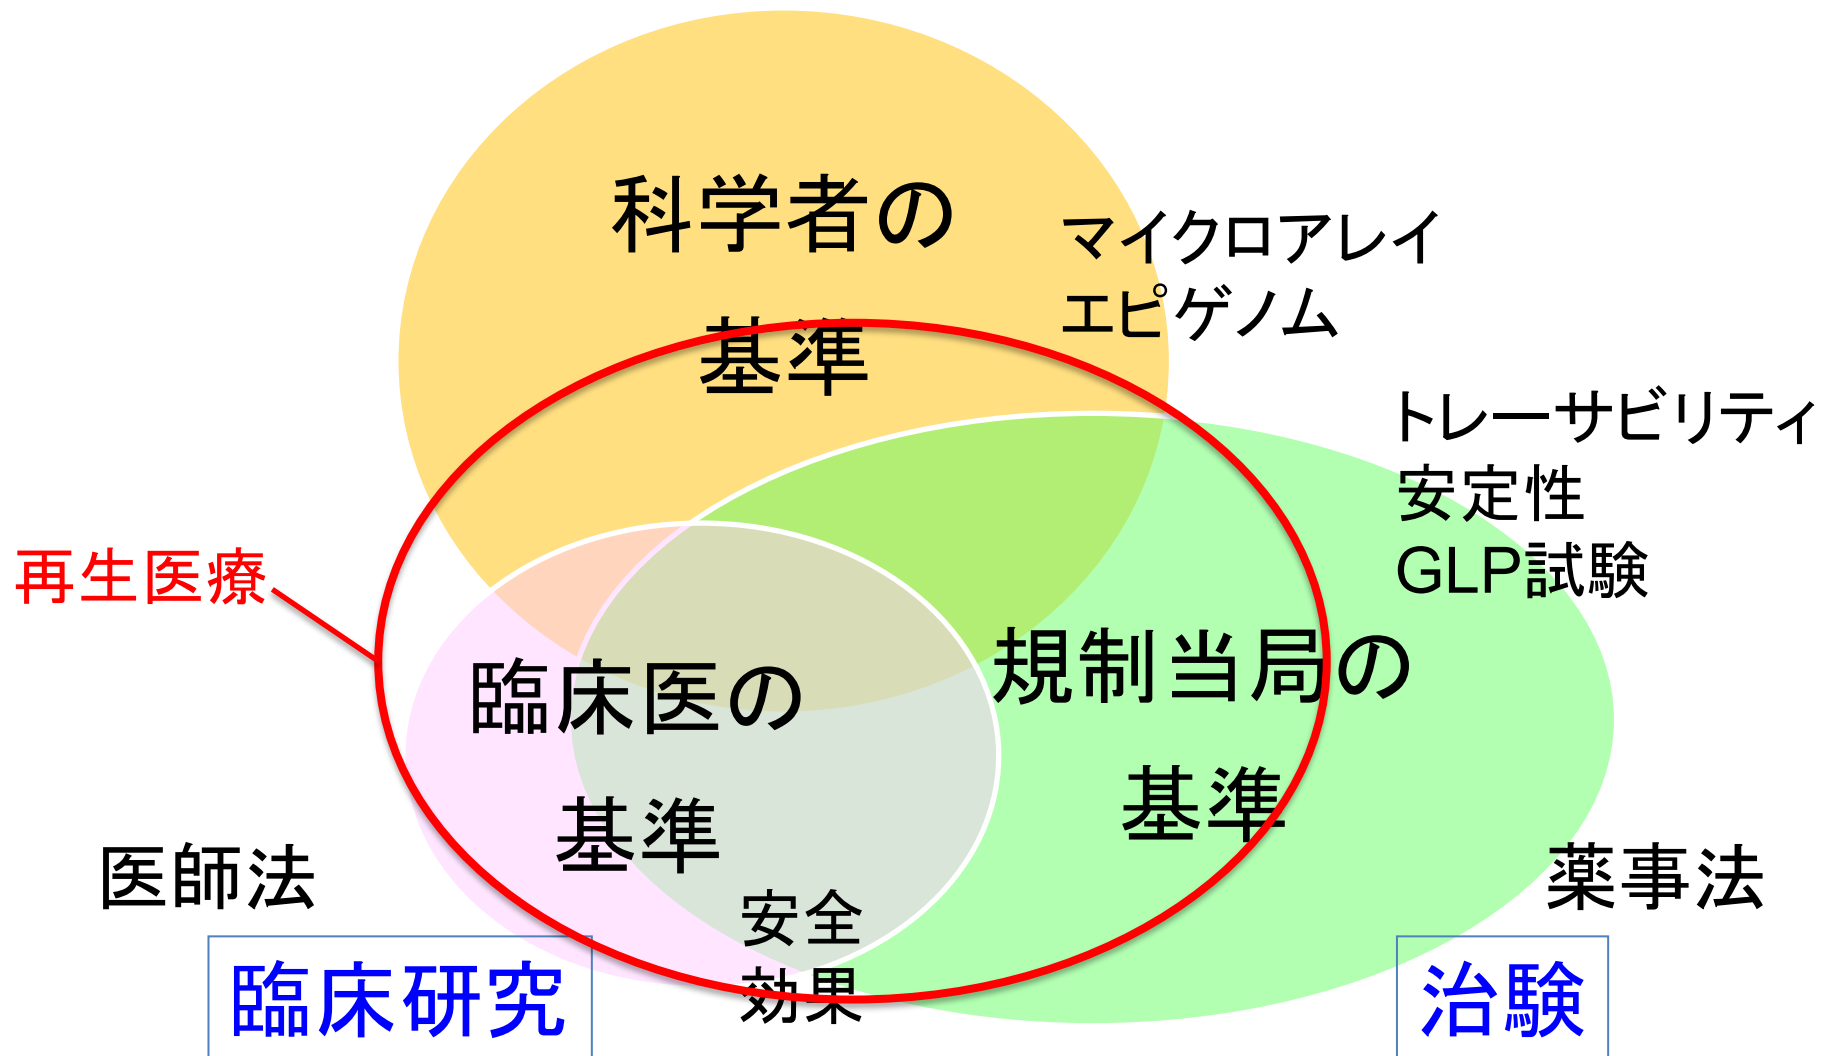 科学者の
基準
マイクロアレイ
エピゲノム
トレーサビリティ
安定性
GLP試験
再生医療
臨床医の
基準
規制当局の
基準
医師法
安全
効果
薬事法
臨床研究
治験